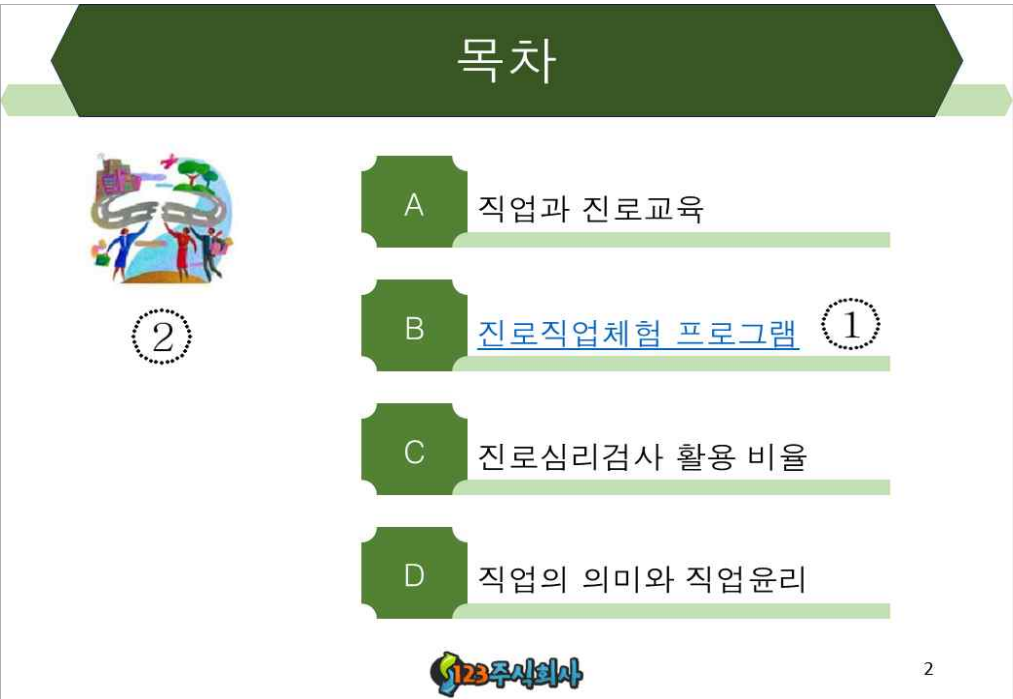 목차
A 직업과 진로교육
B 진로직업체험 프로그램 ①
②
C 진로심리검사 활용 비율
D 직업의 의미와 직업윤리
123주식회사
2